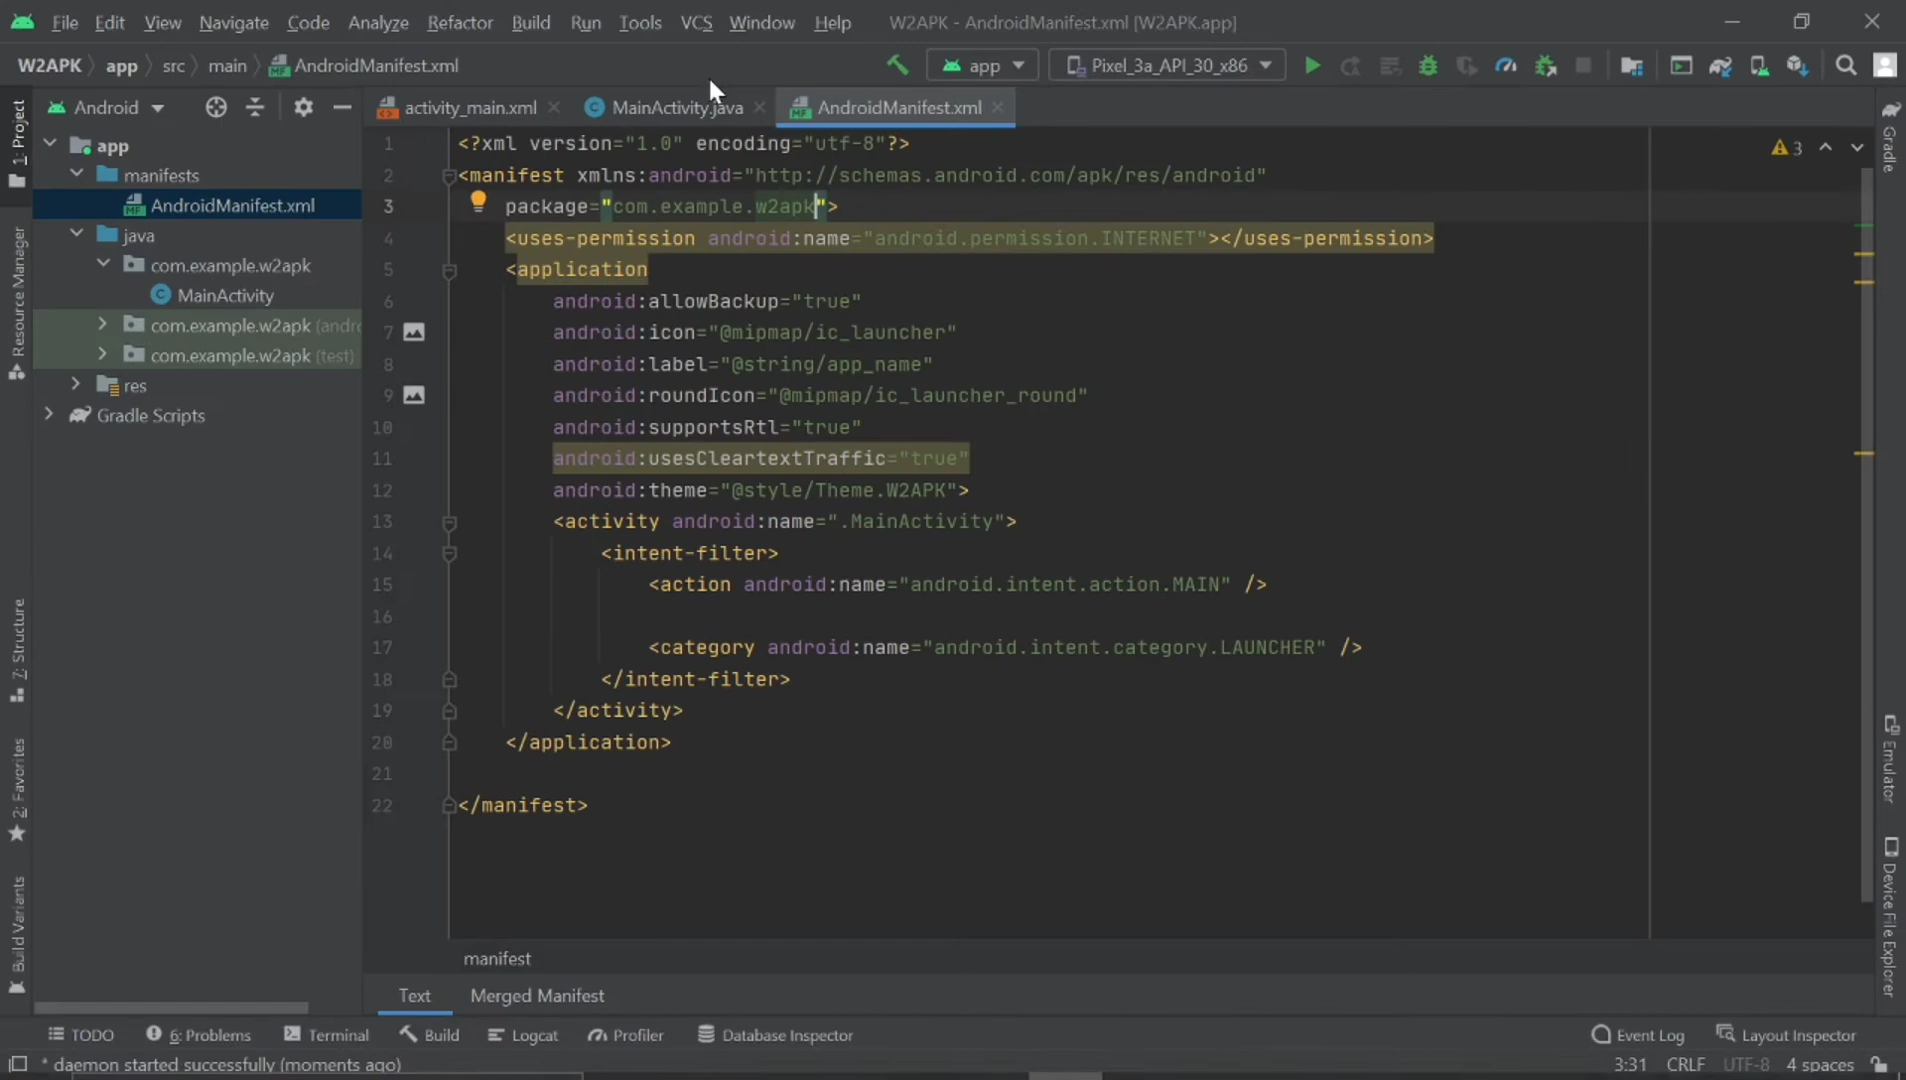 File Edit View Navigate Code Analyze Refactor Build Run Tools VCS Window Help W2APK - AndroidManifest.xml [W2APK.app]
W2APK app src main AndroidManifest.xml app Pixel_3a_API_30_x86
Android activity_main.xml MainActivity.java AndroidManifest.xml
1: Project
Resource Manager
7: Structure
2: Favorites
Build Variants
app
manifests
AndroidManifest.xml
java
com.example.w2apk
MainActivity
com.example.w2apk (andro
com.example.w2apk (test)
res
Gradle Scripts
1 <?xml version="1.0" encoding="utf-8"?>
2 <manifest xmlns:android="http://schemas.android.com/apk/res/android"
3 package="com.example.w2apk">
4 <uses-permission android:name="android.permission.INTERNET"></uses-permission>
5 <application
6 android:allowBackup="true"
7 android:icon="@mipmap/ic_launcher"
8 android:label="@string/app_name"
9 android:roundIcon="@mipmap/ic_launcher_round"
10 android:supportsRtl="true"
11 android:usesCleartextTraffic="true"
12 android:theme="@style/Theme.W2APK">
13 <activity android:name=".MainActivity">
14 <intent-filter>
15 <action android:name="android.intent.action.MAIN" />
16
17 <category android:name="android.intent.category.LAUNCHER" />
18 </intent-filter>
19 </activity>
20 </application>
21
22 </manifest>
3
Gradle
Emulator
Device File Explorer
manifest
Text Merged Manifest
TODO 6: Problems Terminal Build Logcat Profiler Database Inspector Event Log Layout Inspector
* daemon started successfully (moments ago) 3:31 CRLF UTF-8 4 spaces